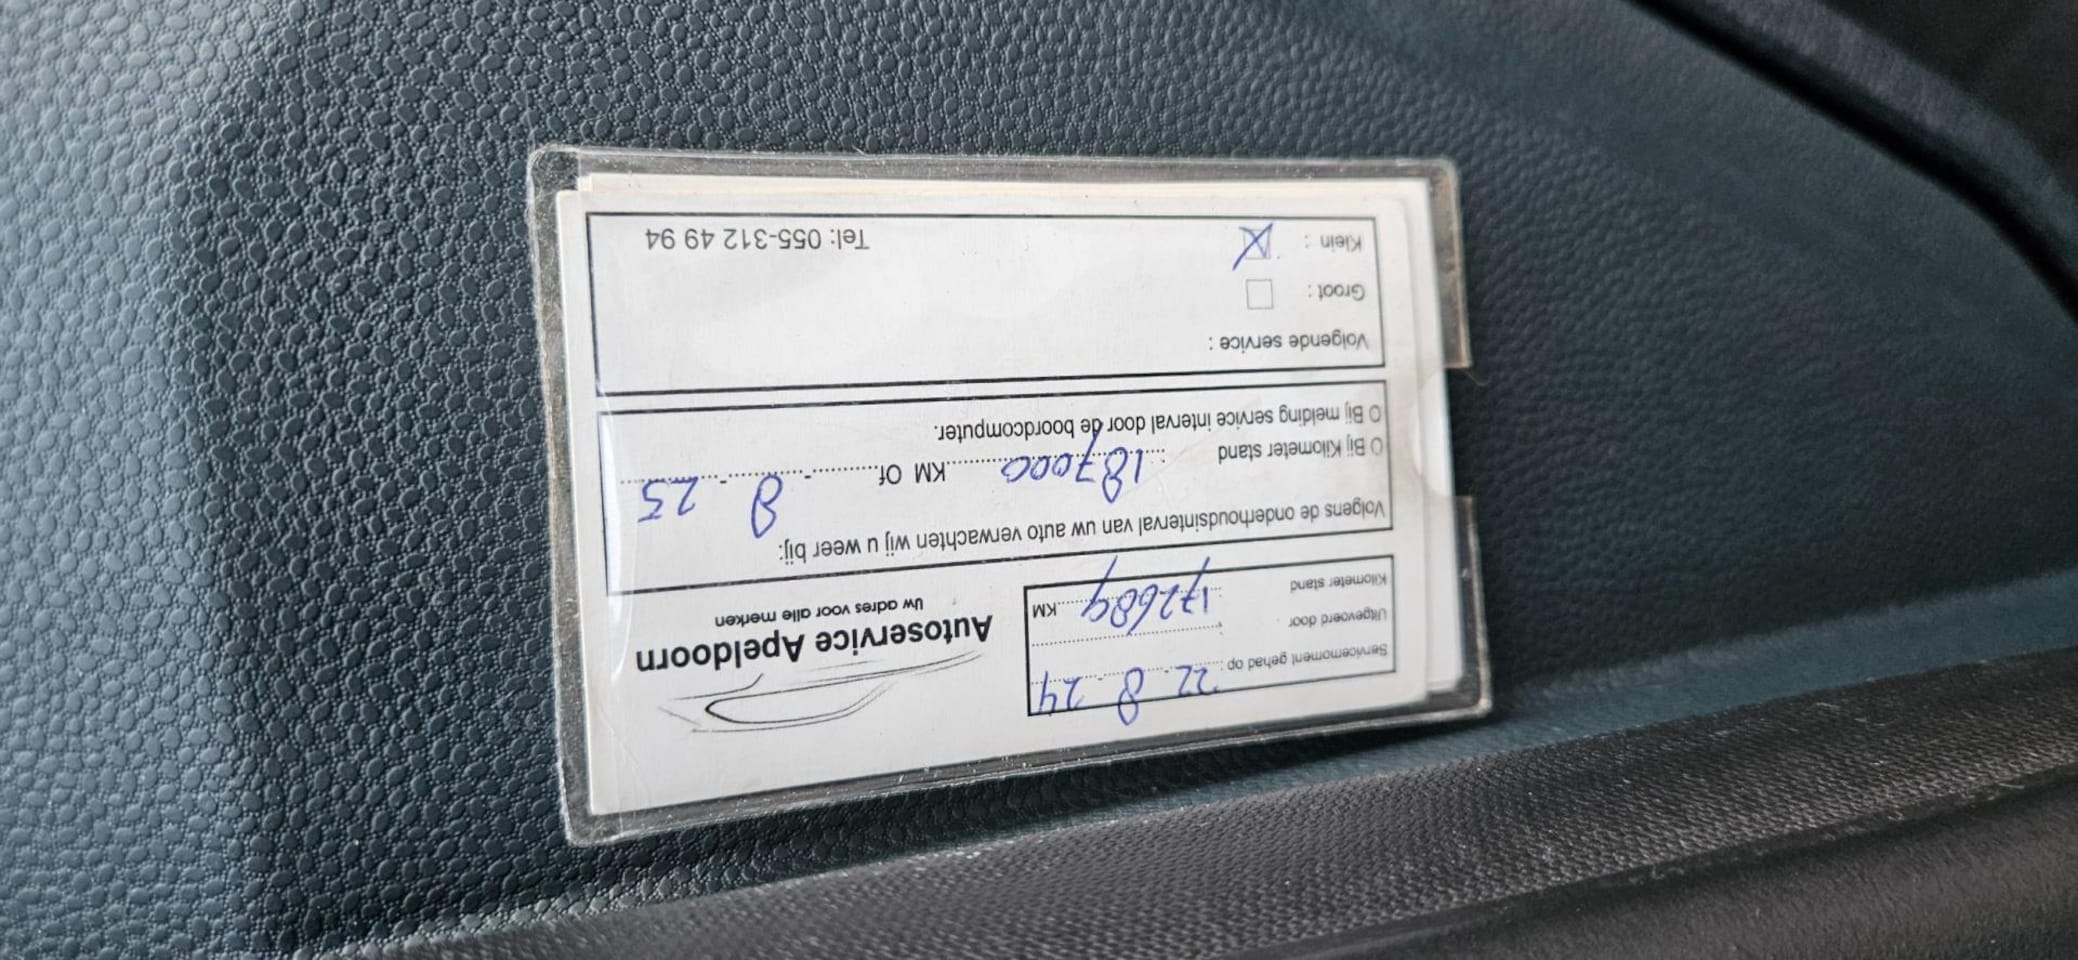 Autoservice Apeldoorn
Uw adres voor alle merken
Servicemoment gehad op : 22 - 8 - 24
Uitgevoerd door :
Kilometer stand : 172689 KM
Volgens de onderhoudsinterval van uw auto verwachten wij u weer bij:
O Bij Kilometer stand : 187000 KM Of - 8 - 25
O Bij melding service interval door de boordcomputer.
Volgende service :
Groot :
Klein : X
Tel: 055-312 49 94